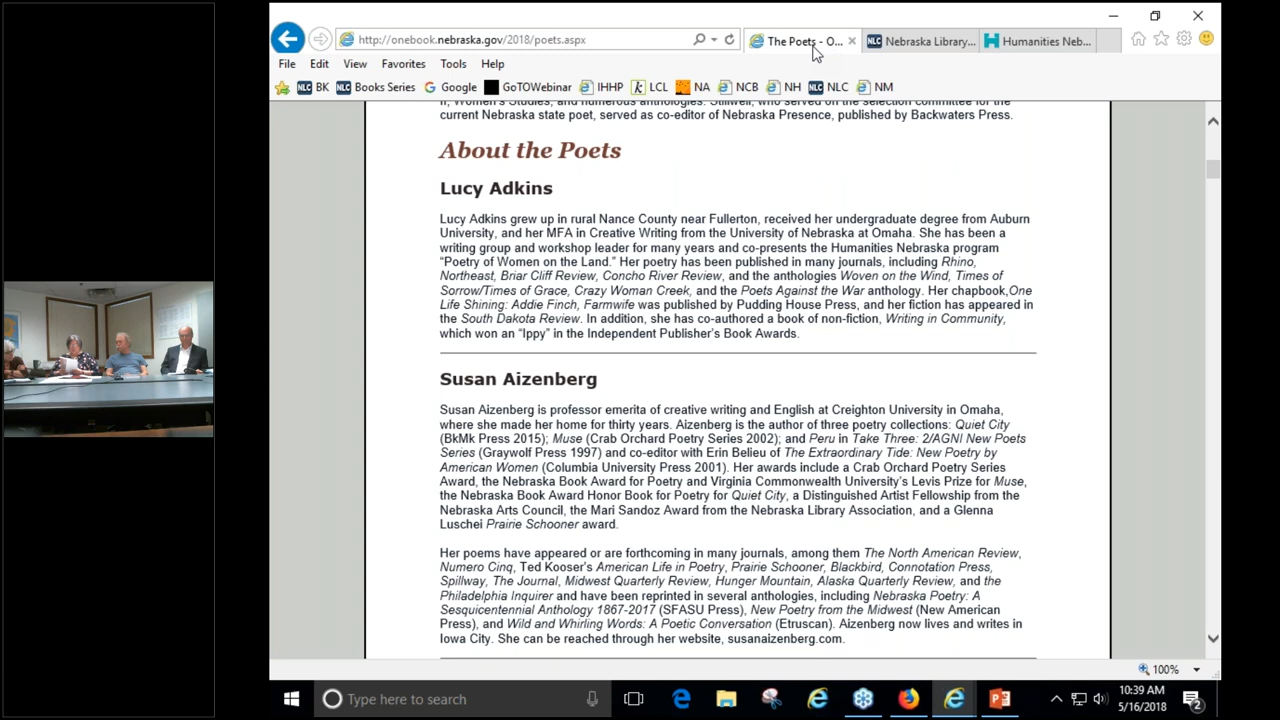 http://onebook.nebraska.gov/2018/poets.aspx
The Poets - O...
Nebraska Library...
Humanities Neb...
File Edit View Favorites Tools Help
BK Books Series Google GoTOWebinar IHHP LCL NA NCB NH NLC NM
II, Women's Studies, and numerous anthologies. Stillwell, who served on the selection committee for the
current Nebraska state poet, served as co-editor of Nebraska Presence, published by Backwaters Press.
About the Poets
Lucy Adkins
Lucy Adkins grew up in rural Nance County near Fullerton, received her undergraduate degree from Auburn
University, and her MFA in Creative Writing from the University of Nebraska at Omaha. She has been a
writing group and workshop leader for many years and co-presents the Humanities Nebraska program
“Poetry of Women on the Land.” Her poetry has been published in many journals, including Rhino,
Northeast, Briar Cliff Review, Concho River Review, and the anthologies Woven on the Wind, Times of
Sorrow/Times of Grace, Crazy Woman Creek, and the Poets Against the War anthology. Her chapbook,One
Life Shining: Addie Finch, Farmwife was published by Pudding House Press, and her fiction has appeared in
the South Dakota Review. In addition, she has co-authored a book of non-fiction, Writing in Community,
which won an “Ippy” in the Independent Publisher’s Book Awards.
Susan Aizenberg
Susan Aizenberg is professor emerita of creative writing and English at Creighton University in Omaha,
where she made her home for thirty years. Aizenberg is the author of three poetry collections: Quiet City
(BkMk Press 2015); Muse (Crab Orchard Poetry Series 2002); and Peru in Take Three: 2/AGNI New Poets
Series (Graywolf Press 1997) and co-editor with Erin Belieu of The Extraordinary Tide: New Poetry by
American Women (Columbia University Press 2001). Her awards include a Crab Orchard Poetry Series
Award, the Nebraska Book Award for Poetry and Virginia Commonwealth University’s Levis Prize for Muse,
the Nebraska Book Award Honor Book for Poetry for Quiet City, a Distinguished Artist Fellowship from the
Nebraska Arts Council, the Mari Sandoz Award from the Nebraska Library Association, and a Glenna
Luschei Prairie Schooner award.
Her poems have appeared or are forthcoming in many journals, among them The North American Review,
Numero Cinq, Ted Kooser's American Life in Poetry, Prairie Schooner, Blackbird, Connotation Press,
Spillway, The Journal, Midwest Quarterly Review, Hunger Mountain, Alaska Quarterly Review, and the
Philadelphia Inquirer and have been reprinted in several anthologies, including Nebraska Poetry: A
Sesquicentennial Anthology 1867-2017 (SFASU Press), New Poetry from the Midwest (New American
Press), and Wild and Whirling Words: A Poetic Conversation (Etruscan). Aizenberg now lives and writes in
Iowa City. She can be reached through her website, susanaizenberg.com.
100%
Type here to search
10:39 AM
5/16/2018
2